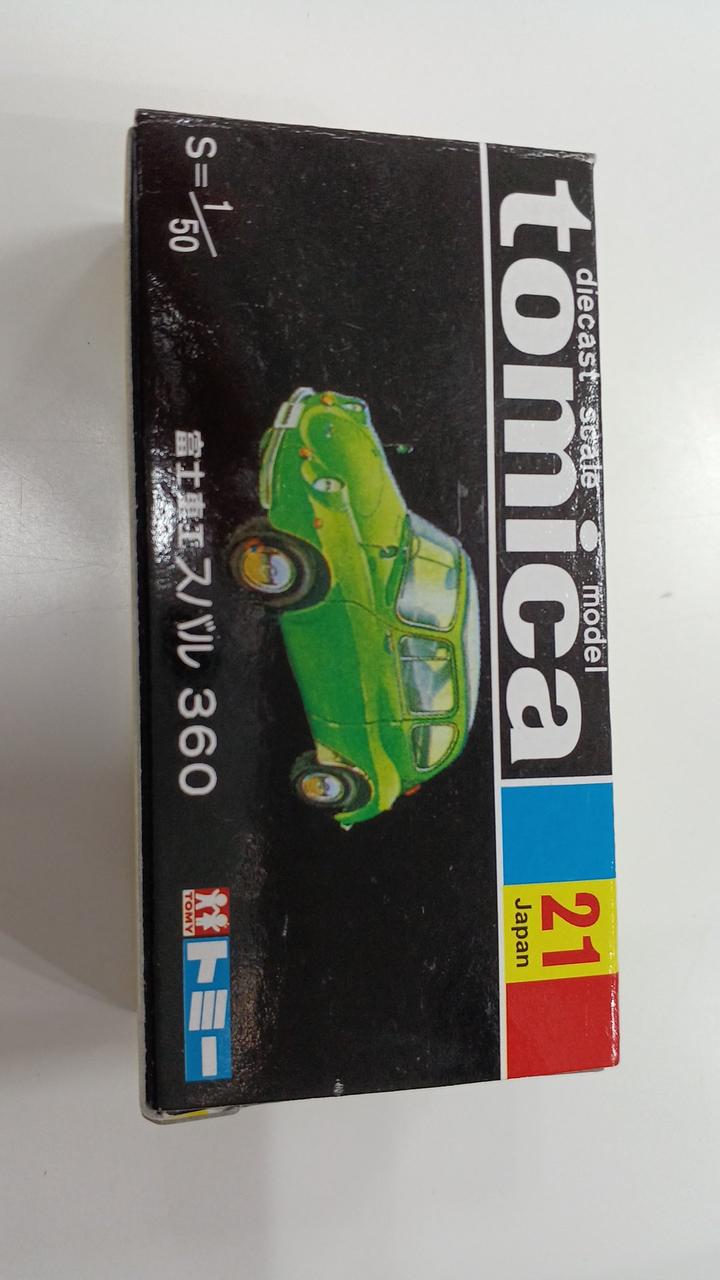 diecast scale model
tomica
21
Japan
S=1/50
富士重工 スバル 360
TOMY
トミー